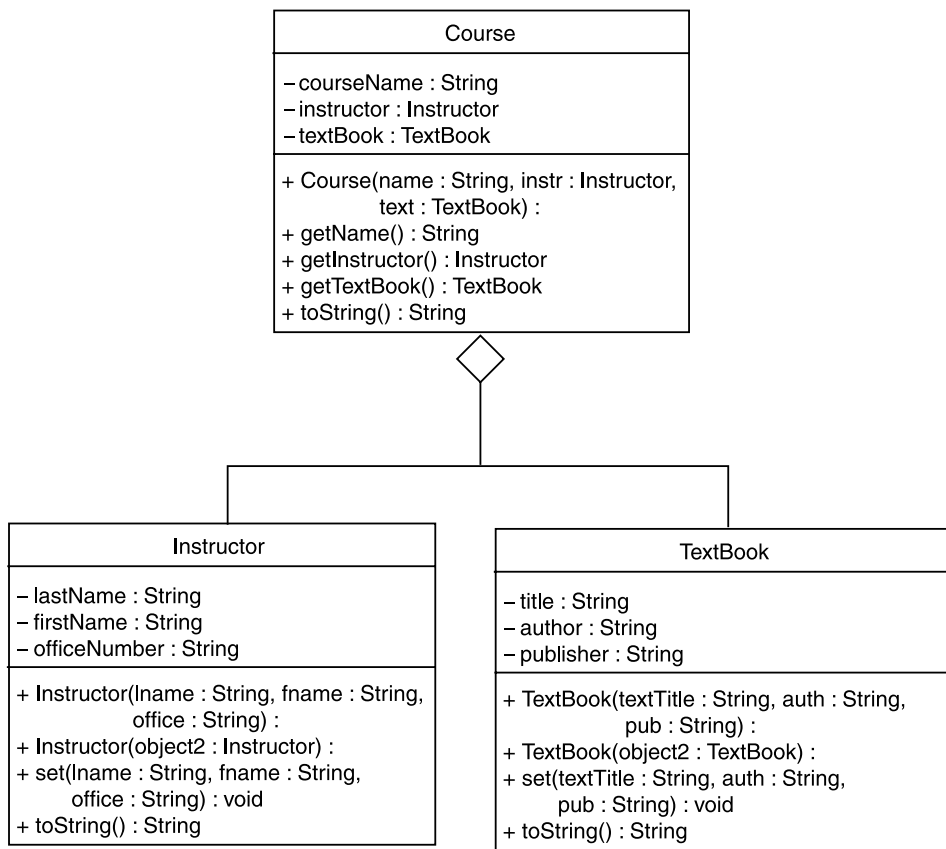 Course
– courseName : String
– instructor : Instructor
– textBook : TextBook
+ Course(name : String, instr : Instructor,
text : TextBook) :
+ getName() : String
+ getInstructor() : Instructor
+ getTextBook() : TextBook
+ toString() : String
Instructor
– lastName : String
– firstName : String
– officeNumber : String
+ Instructor(lname : String, fname : String,
office : String) :
+ Instructor(object2 : Instructor) :
+ set(lname : String, fname : String,
office : String) : void
+ toString() : String
TextBook
– title : String
– author : String
– publisher : String
+ TextBook(textTitle : String, auth : String,
pub : String) :
+ TextBook(object2 : TextBook) :
+ set(textTitle : String, auth : String,
pub : String) : void
+ toString() : String